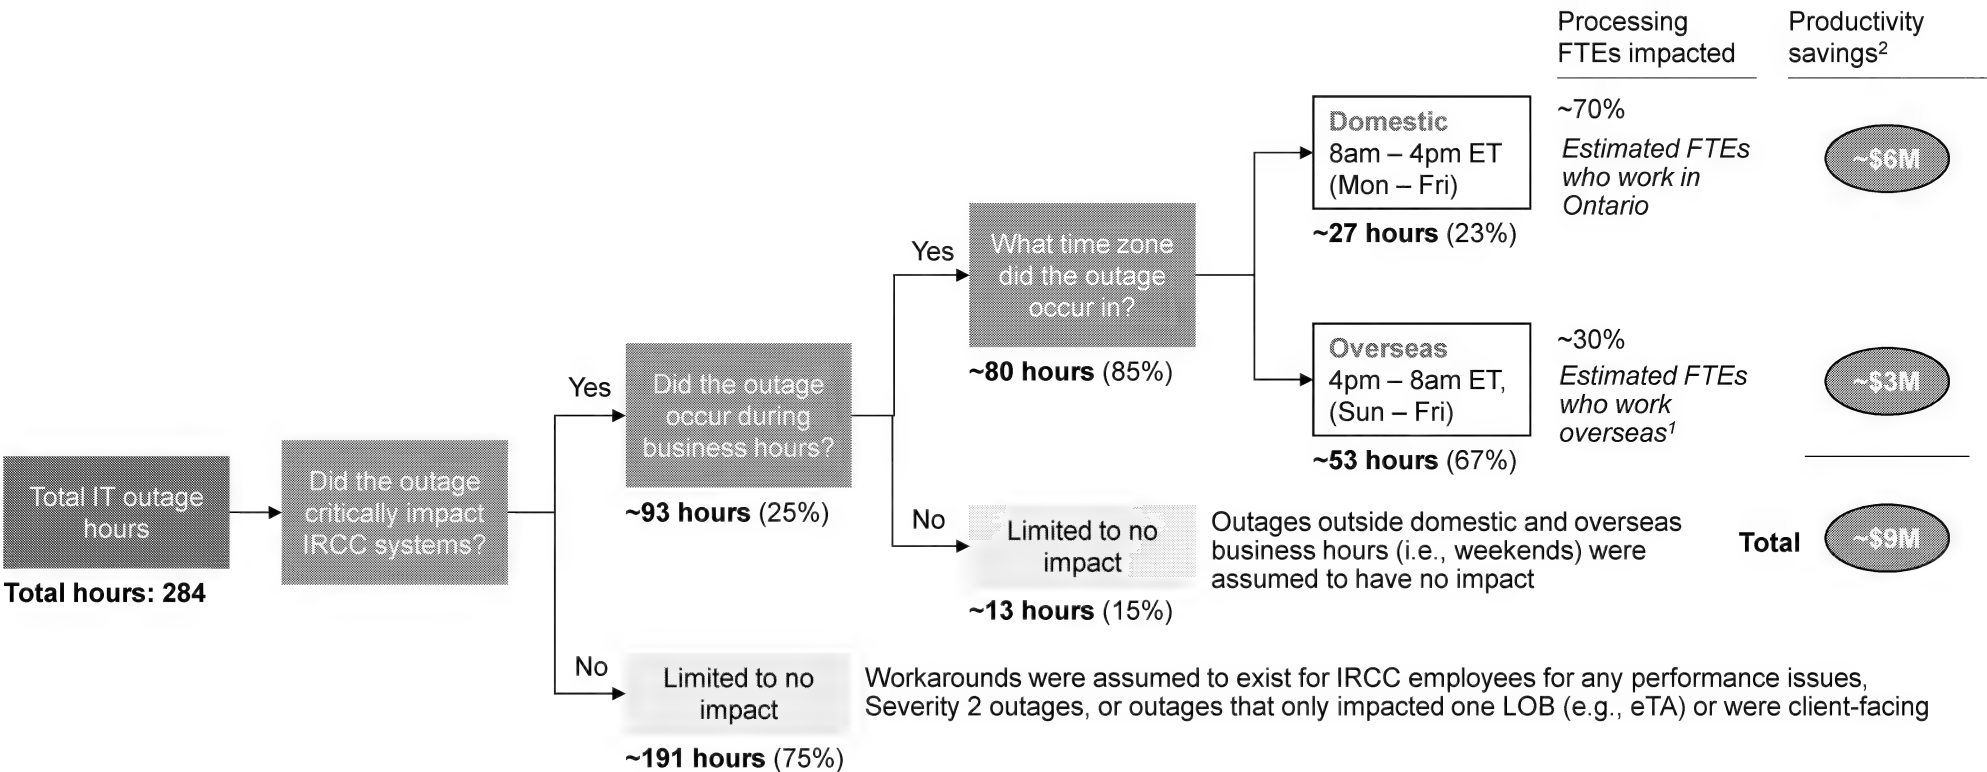 Processing
FTEs impacted
Productivity
savings²
Domestic
8am – 4pm ET
(Mon – Fri)
~27 hours (23%)
~70%
Estimated FTEs
who work in
Ontario
~$6M
Yes
What time zone
did the outage
occur in?
~80 hours (85%)
Overseas
4pm – 8am ET,
(Sun – Fri)
~53 hours (67%)
~30%
Estimated FTEs
who work
overseas¹
~$3M
Yes
Did the outage
occur during
business hours?
~93 hours (25%)
Total IT outage
hours
Total hours: 284
Did the outage
critically impact
IRCC systems?
No
Limited to no
impact
~13 hours (15%)
Outages outside domestic and overseas
business hours (i.e., weekends) were
assumed to have no impact
Total
~$9M
No
Limited to no
impact
~191 hours (75%)
Workarounds were assumed to exist for IRCC employees for any performance issues,
Severity 2 outages, or outages that only impacted one LOB (e.g., eTA) or were client-facing